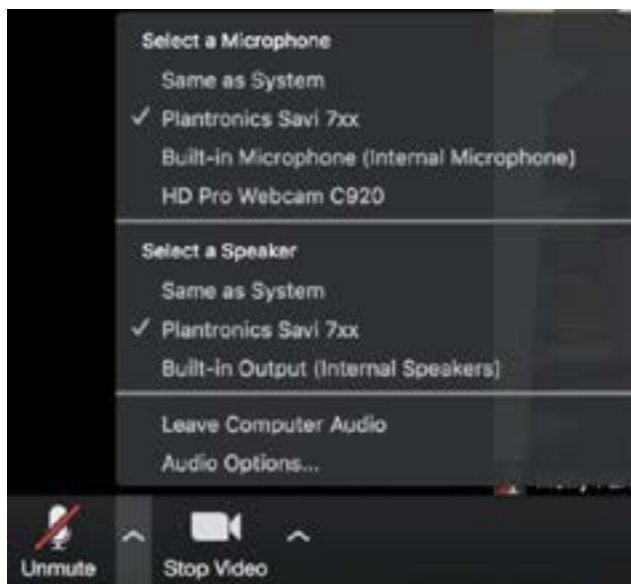 Select a Microphone
Same as System
✓ Plantronics Savi 7xx
Built-in Microphone (Internal Microphone)
HD Pro Webcam C920
Select a Speaker
Same as System
✓ Plantronics Savi 7xx
Built-in Output (Internal Speakers)
Leave Computer Audio
Audio Options...
Unmute
Stop Video